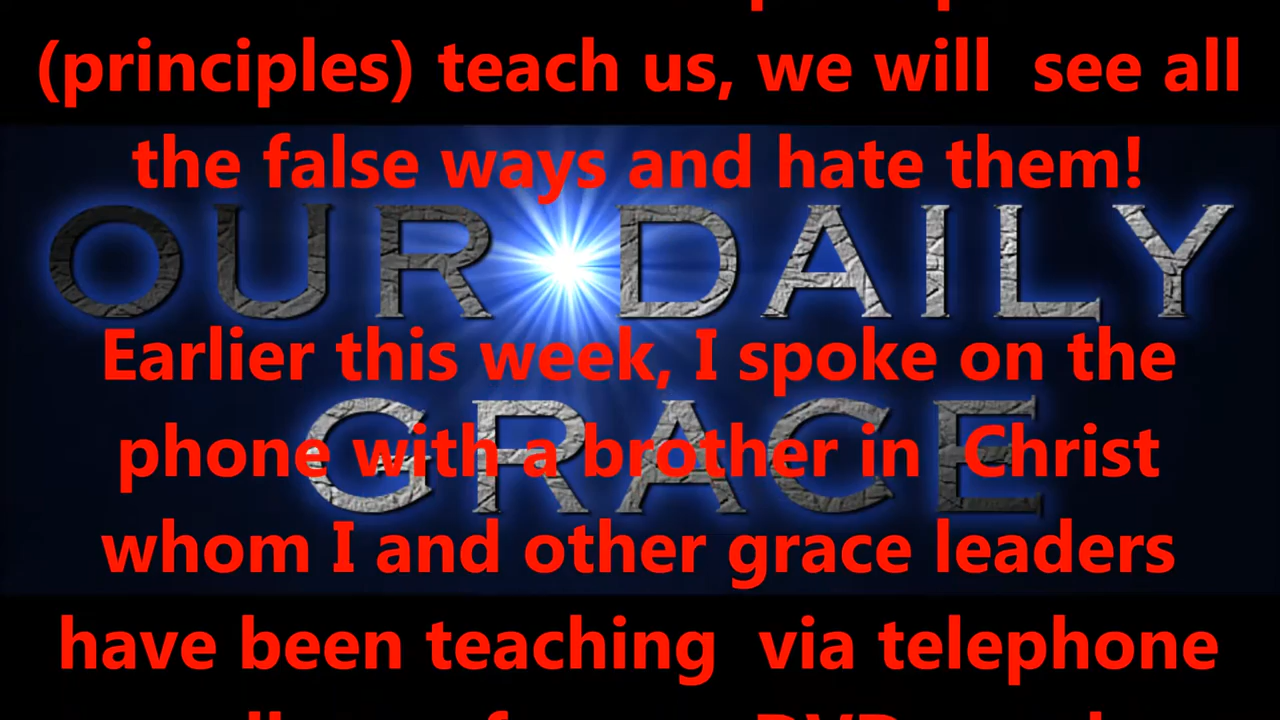 (principles) teach us, we will see all
the false ways and hate them!
OUR DAILY
Earlier this week, I spoke on the
GRACE
phone with a brother in Christ
whom I and other grace leaders
have been teaching via telephone